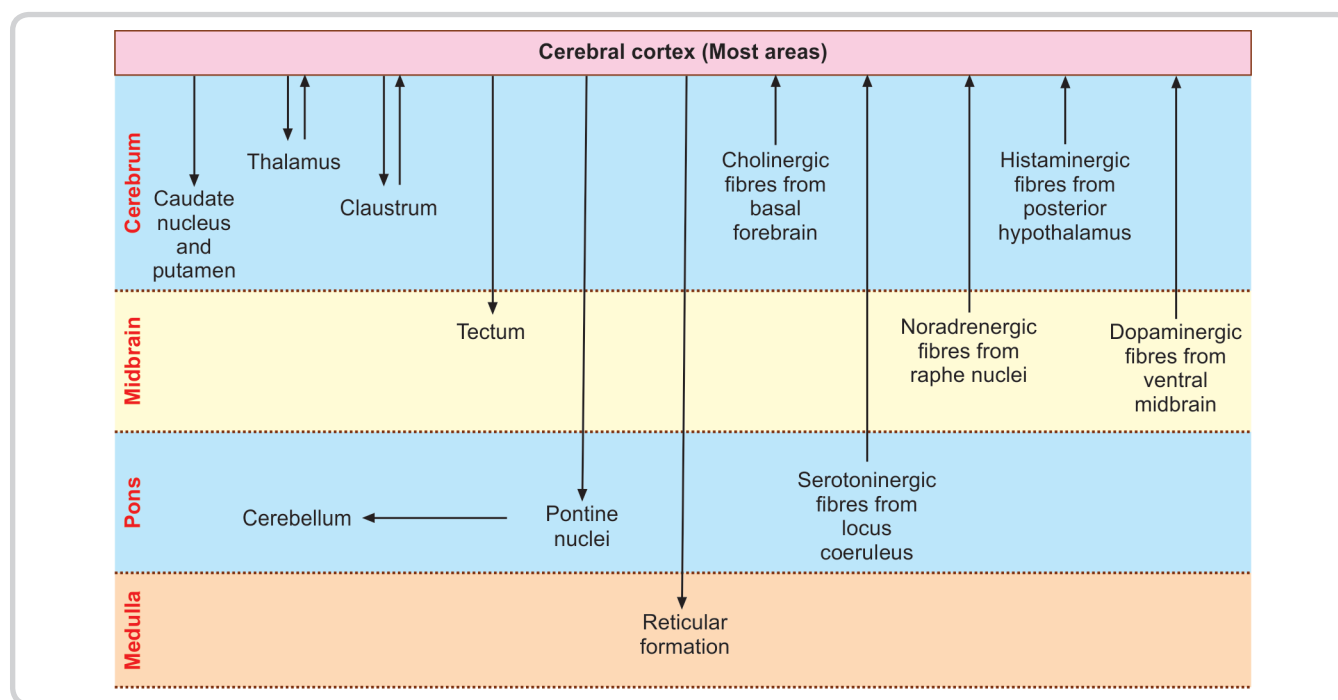 Cerebral cortex (Most areas)
Cerebrum
Caudate
nucleus
and
putamen
Thalamus
Claustrum
Cholinergic
fibres from
basal
forebrain
Histaminergic
fibres from
posterior
hypothalamus
Midbrain
Tectum
Noradrenergic
fibres from
raphe nuclei
Dopaminergic
fibres from
ventral
midbrain
Pons
Cerebellum
Pontine
nuclei
Serotoninergic
fibres from
locus
coeruleus
Medulla
Reticular
formation